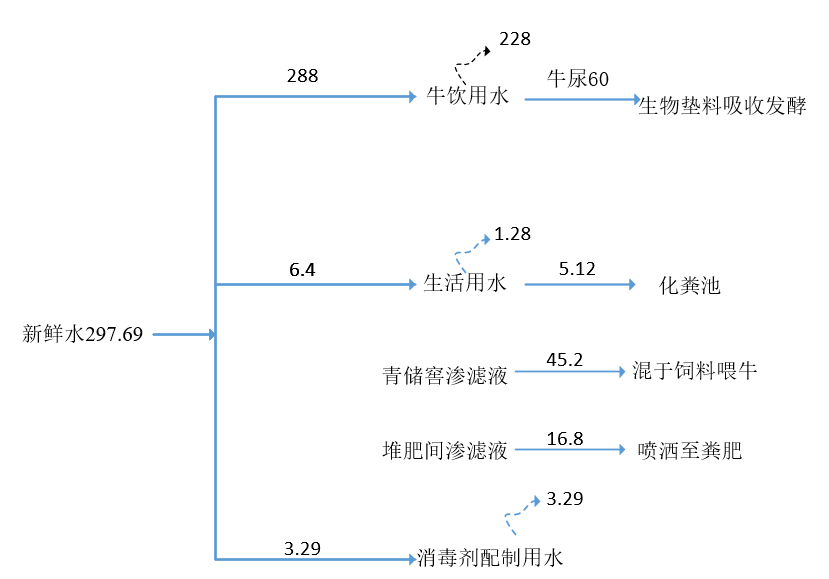 228
288
牛尿60
牛饮用水
生物垫料吸收发酵
1.28
6.4
5.12
生活用水
化粪池
新鲜水297.69
45.2
青储窖渗滤液
混于饲料喂牛
16.8
堆肥间渗滤液
喷洒至粪肥
3.29
3.29
消毒剂配制用水